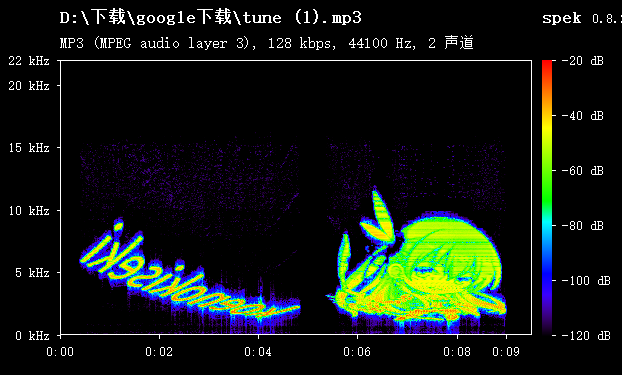 D:\下载\google下载\tune (1).mp3
spek 0.8.
MP3 (MPEG audio layer 3), 128 kbps, 44100 Hz, 2 声道
22 kHz
20 kHz
15 kHz
10 kHz
5 kHz
0 kHz
0:00 0:02 0:04 0:06 0:08 0:09
-20 dB
-40 dB
-60 dB
-80 dB
-100 dB
-120 dB